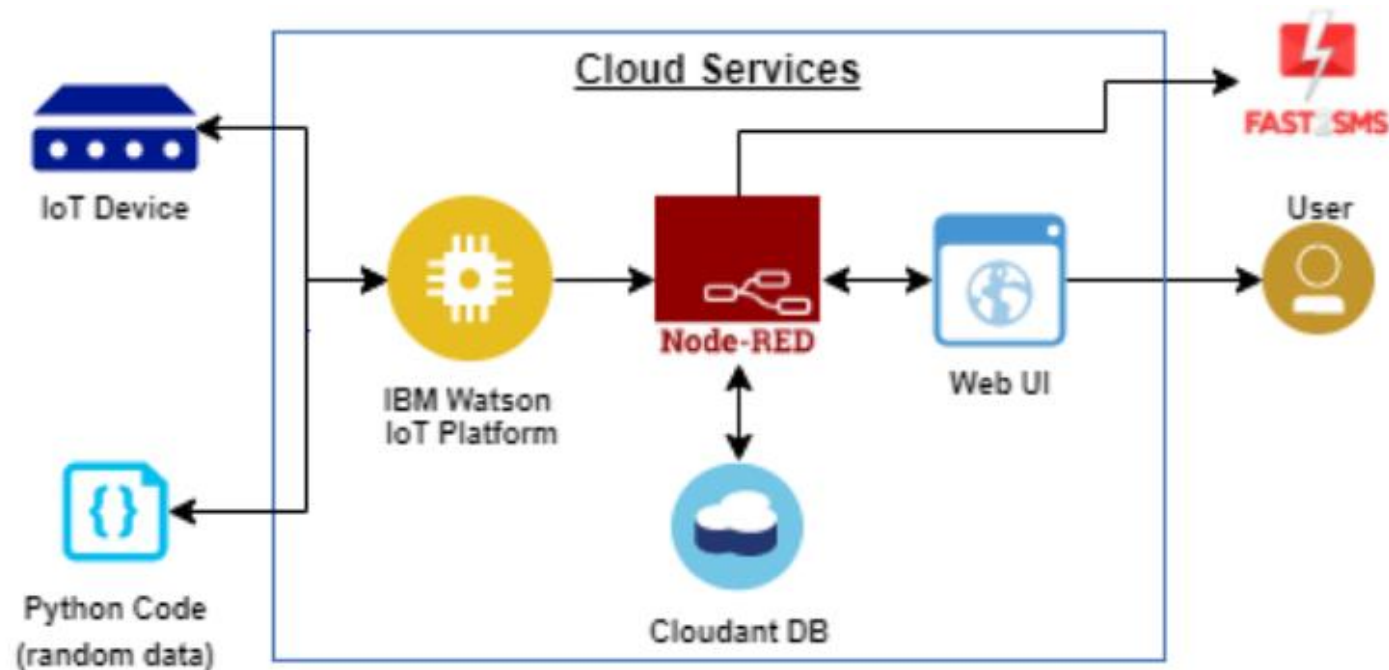 Cloud Services
FAST2SMS
IoT Device
User
Node-RED
IBM Watson
IoT Platform
Web UI
Python Code
(random data)
Cloudant DB
{}